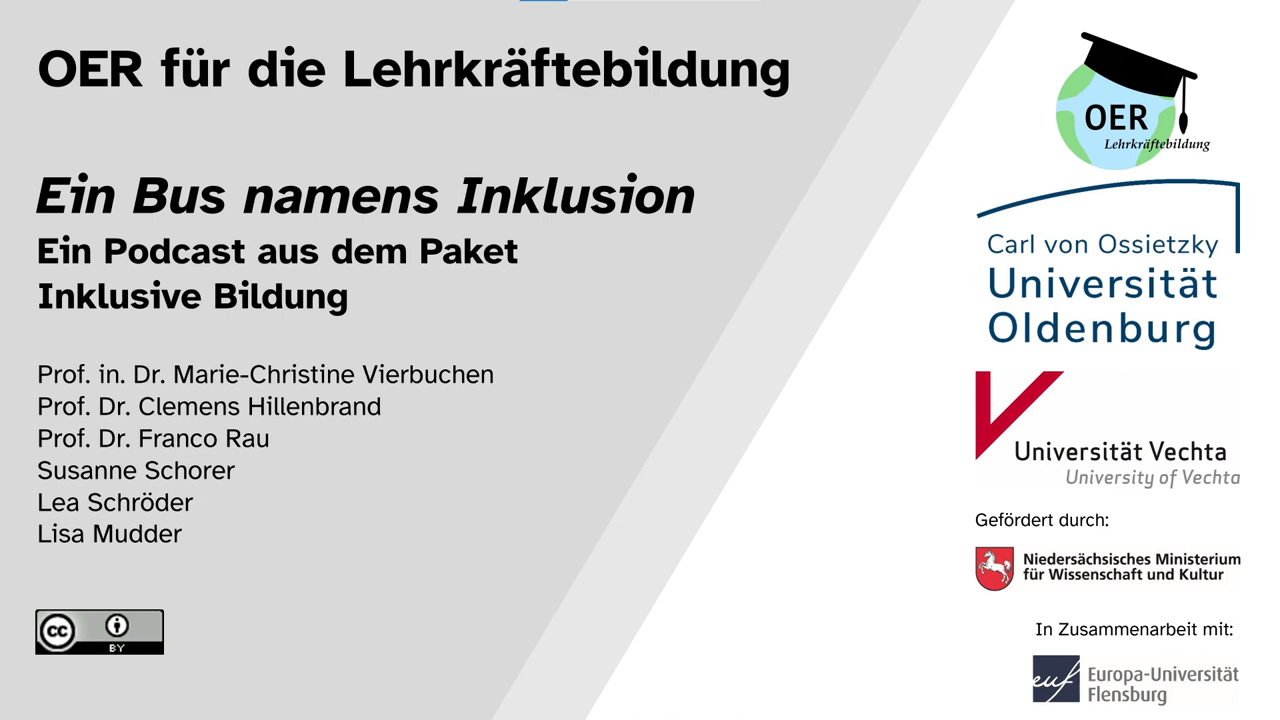 OER für die Lehrkräftebildung
Ein Bus namens Inklusion
Ein Podcast aus dem Paket
Inklusive Bildung
Prof. in. Dr. Marie-Christine Vierbuchen
Prof. Dr. Clemens Hillenbrand
Prof. Dr. Franco Rau
Susanne Schorer
Lea Schröder
Lisa Mudder
cc
BY
OER
Lehrkräftebildung
Carl von Ossietzky
Universität
Oldenburg
Universität Vechta
University of Vechta
Gefördert durch:
Niedersächsisches Ministerium
für Wissenschaft und Kultur
In Zusammenarbeit mit:
euf
Europa-Universität
Flensburg